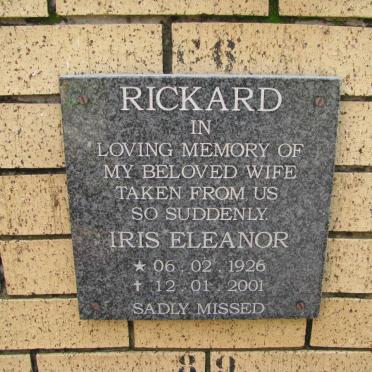 C6
RICKARD
IN
LOVING MEMORY OF
MY BELOVED WIFE
TAKEN FROM US
SO SUDDENLY
IRIS ELEANOR
★ 06 . 02 . 1926
✝ 12 . 01 . 2001
SADLY MISSED
89